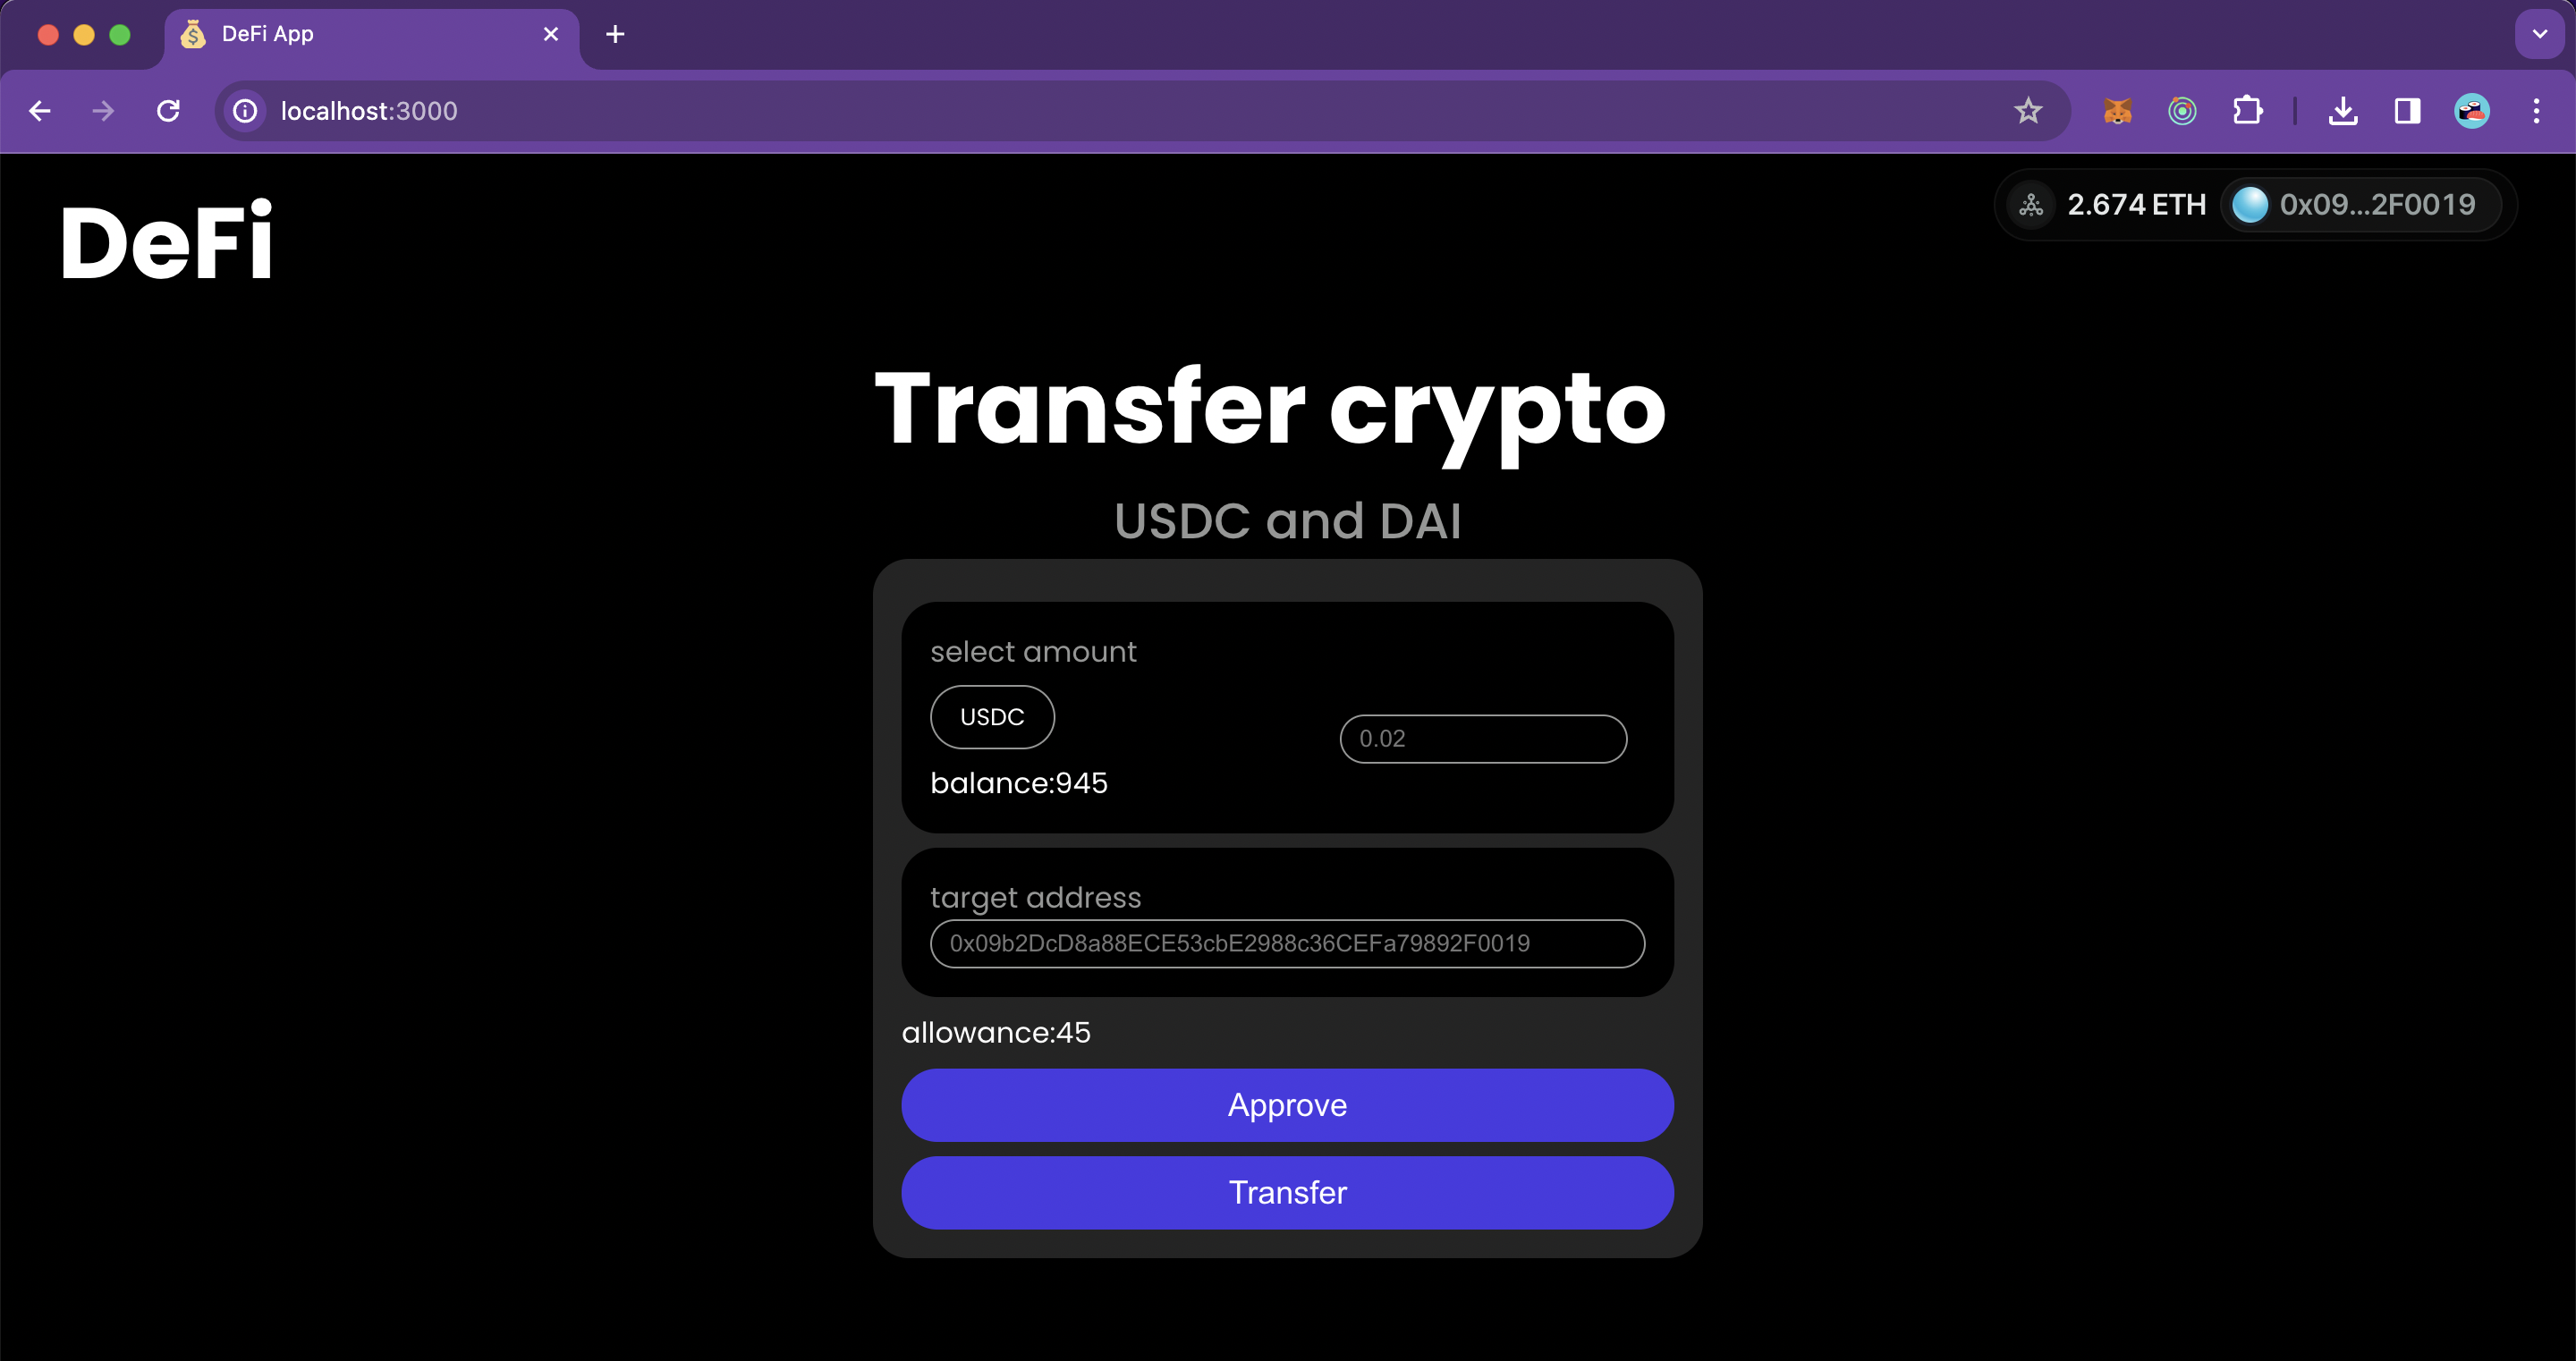 DeFi App
localhost:3000
DeFi
2.674 ETH 0x09...2F0019
Transfer crypto
USDC and DAI
select amount
USDC
0.02
balance:945
target address
0x09b2DcD8a88ECE53cbE2988c36CEFa79892F0019
allowance:45
Approve
Transfer